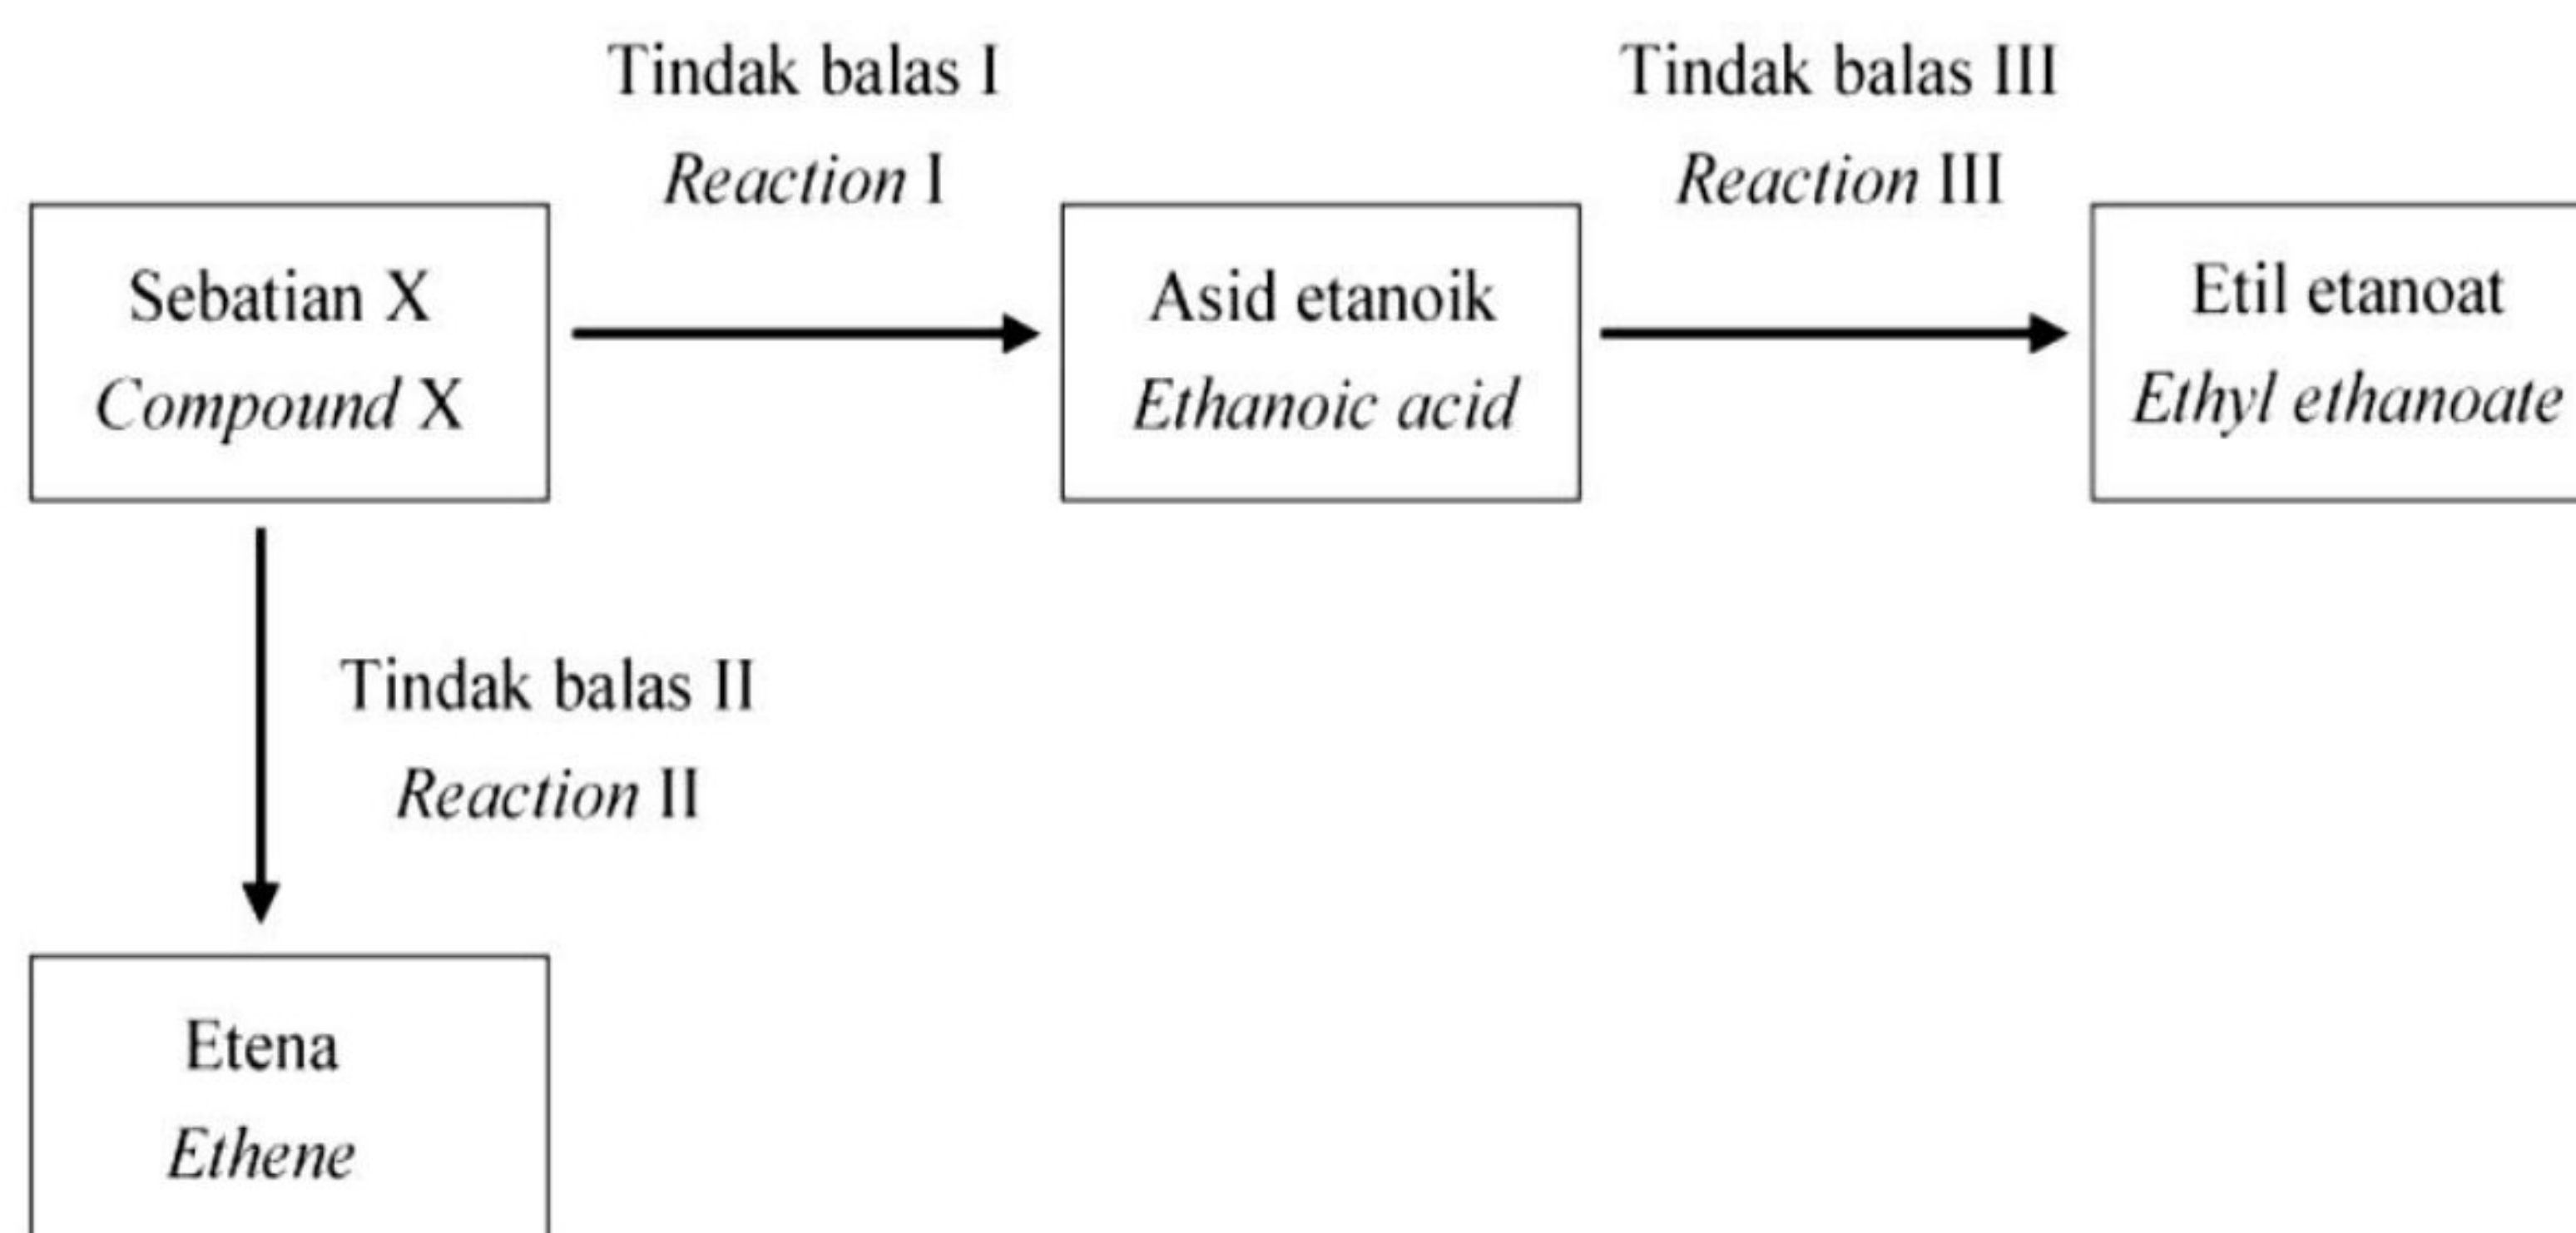 Tindak balas I
Reaction I
Tindak balas III
Reaction III
Sebatian X
Compound X
Asid etanoik
Ethanoic acid
Etil etanoat
Ethyl ethanoate
Tindak balas II
Reaction II
Etena
Ethene